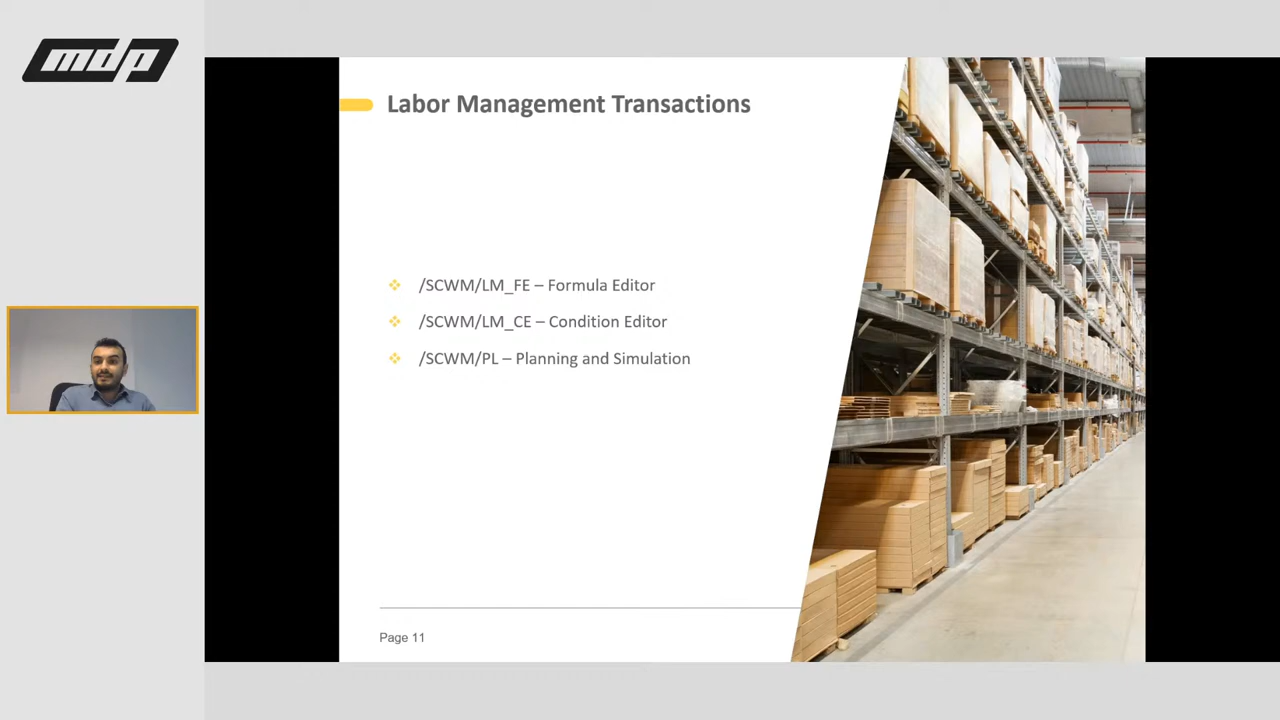 mdp
Labor Management Transactions
/SCWM/LM_FE – Formula Editor
/SCWM/LM_CE – Condition Editor
/SCWM/PL – Planning and Simulation
Page 11